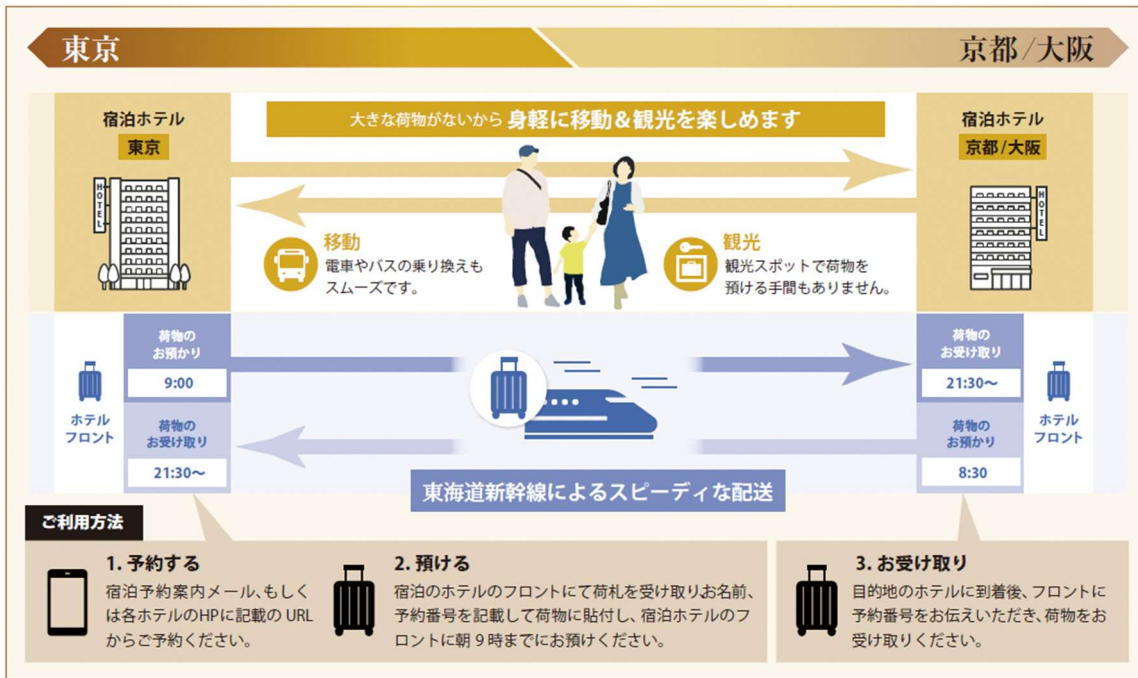 東京
京都/大阪
宿泊ホテル
東京
HOTEL
大きな荷物がないから 身軽に移動&観光を楽しめます
宿泊ホテル
京都/大阪
HOTEL
移動
電車やバスの乗り換えも
スムーズです。
観光
観光スポットで荷物を
預ける手間もありません。
ホテル
フロント
荷物の
お預かり
9:00
荷物の
お受け取り
21:30〜
荷物の
お受け取り
21:30〜
荷物の
お預かり
8:30
ホテル
フロント
東海道新幹線によるスピーディな配送
ご利用方法
1. 予約する
宿泊予約案内メール、もしく
は各ホテルのHPに記載の URL
からご予約ください。
2. 預ける
宿泊のホテルのフロントにて荷札を受け取りお名前、
予約番号を記載して荷物に貼付し、宿泊ホテルのフ
ロントに朝９時までにお預けください。
3. お受け取り
目的地のホテルに到着後、フロントに
予約番号をお伝えいただき、荷物をお
受け取りください。